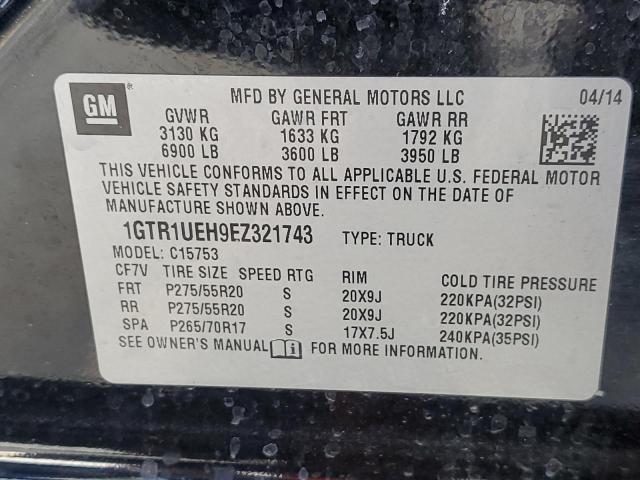 GM ®
MFD BY GENERAL MOTORS LLC 04/14
GVWR GAWR FRT GAWR RR
3130 KG 1633 KG 1792 KG
6900 LB 3600 LB 3950 LB
THIS VEHICLE CONFORMS TO ALL APPLICABLE U.S. FEDERAL MOTOR
VEHICLE SAFETY STANDARDS IN EFFECT ON THE DATE OF
MANUFACTURE SHOWN ABOVE.
1GTR1UEH9EZ321743 TYPE: TRUCK
MODEL: C15753
CF7V TIRE SIZE SPEED RTG RIM COLD TIRE PRESSURE
FRT P275/55R20 S 20X9J 220KPA(32PSI)
RR P275/55R20 S 20X9J 220KPA(32PSI)
SPA P265/70R17 S 17X7.5J 240KPA(35PSI)
SEE OWNER'S MANUAL i FOR MORE INFORMATION.